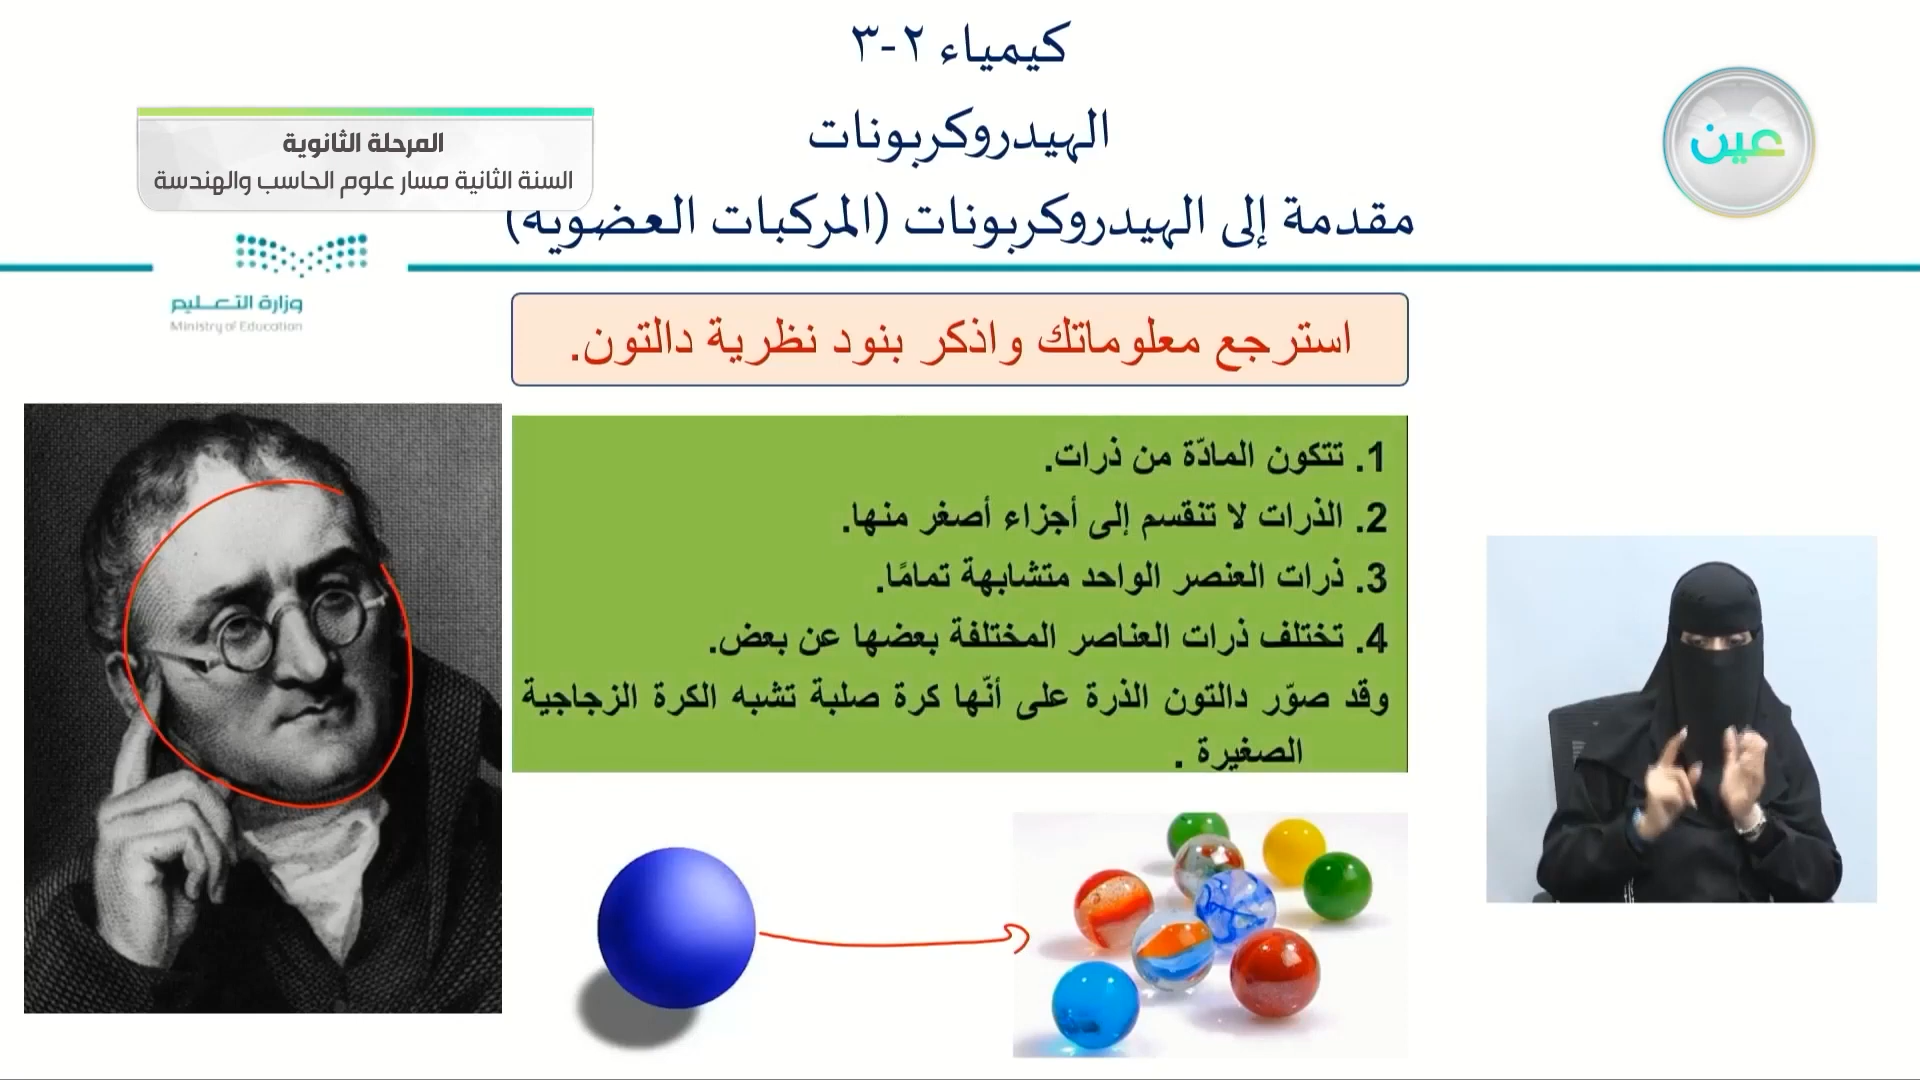 كيمياء ٢-٣
الهيدروكربونات
مقدمة إلى الهيدروكربونات (المركبات العضوية)
عين
المرحلة الثانوية
السنة الثانية مسار علوم الحاسب والهندسة
وزارة التعليم
Ministry of Education
استرجع معلوماتك واذكر بنود نظرية دالتون.
1. تتكون المادّة من ذرات.
2. الذرات لا تنقسم إلى أجزاء أصغر منها.
3. ذرات العنصر الواحد متشابهة تمامًا.
4. تختلف ذرات العناصر المختلفة بعضها عن بعض.
وقد صوّر دالتون الذرة على أنّها كرة صلبة تشبه الكرة الزجاجية
الصغيرة .